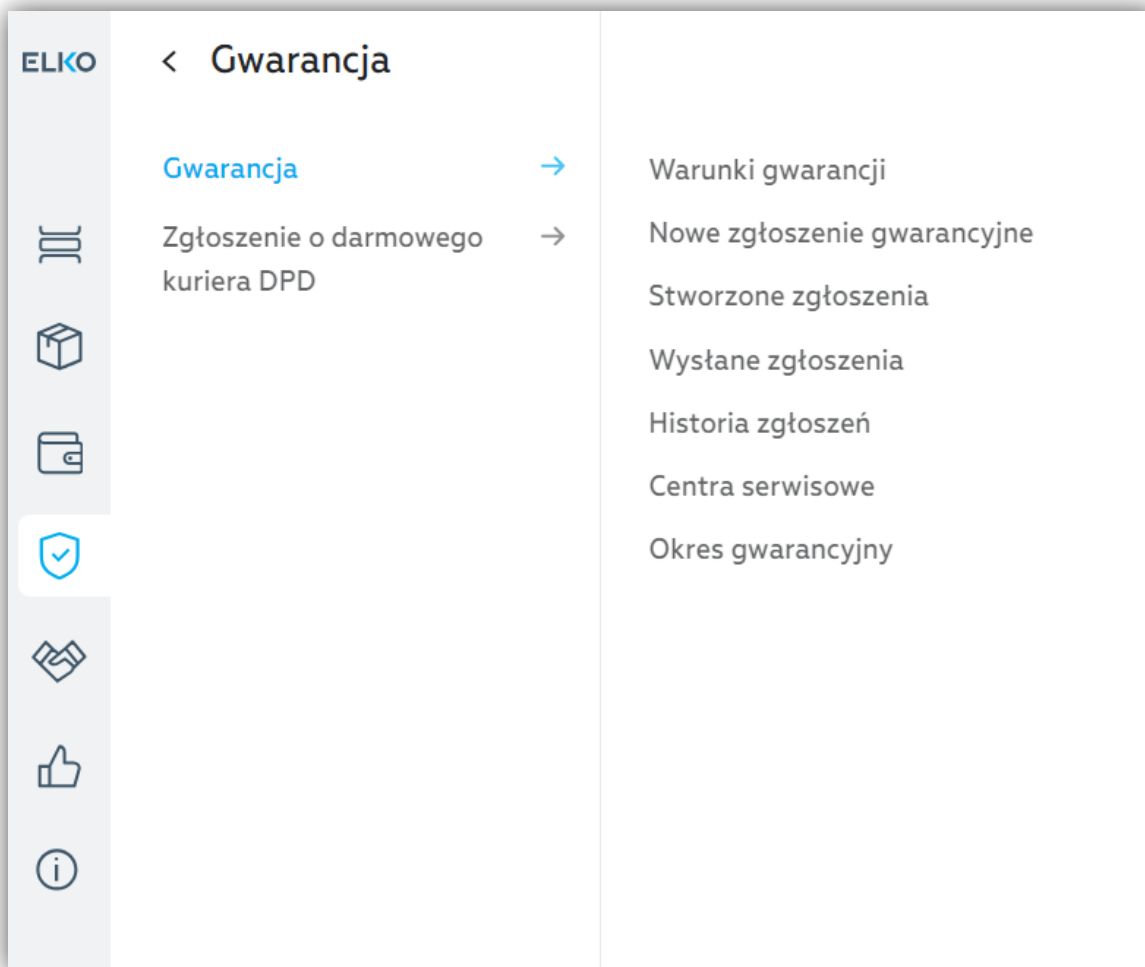 ELKO
Gwarancja
Gwarancja
Zgłoszenie o darmowego
kuriera DPD
Warunki gwarancji
Nowe zgłoszenie gwarancyjne
Stworzone zgłoszenia
Wysłane zgłoszenia
Historia zgłoszeń
Centra serwisowe
Okres gwarancyjny